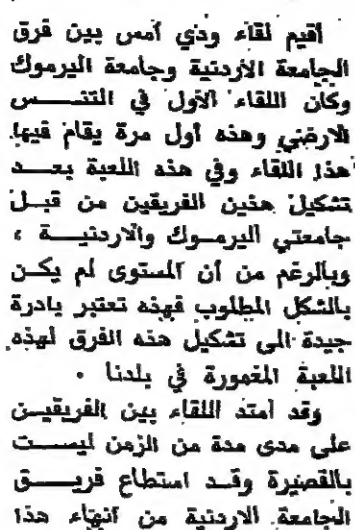 أقيم لقاء وذي أمس بين فرق
الجامعة الأردنية وجامعة اليرموك
وكان اللقاء الأول في التنس
الارضي وهذه أول مرة يقام فيها
هذا اللقاء وفي هذه اللعبة بعد
تشكيل هذين الفريقين من قبل
جامعتي اليرموك والاردنية ،
وبالرغم من أن المستوى لم يكن
بالشكل المطلوب فهذه تعتبر بادرة
جيدة الى تشكيل هذه الفرق لهذه
اللعبة المغمورة في بلدنا .
وقد امتد اللقاء بين الفريقين
على مدى مدة من الزمن ليست
بالقصيرة وقد استطاع فريق
الجامعة الاردنية من انهاء هذا